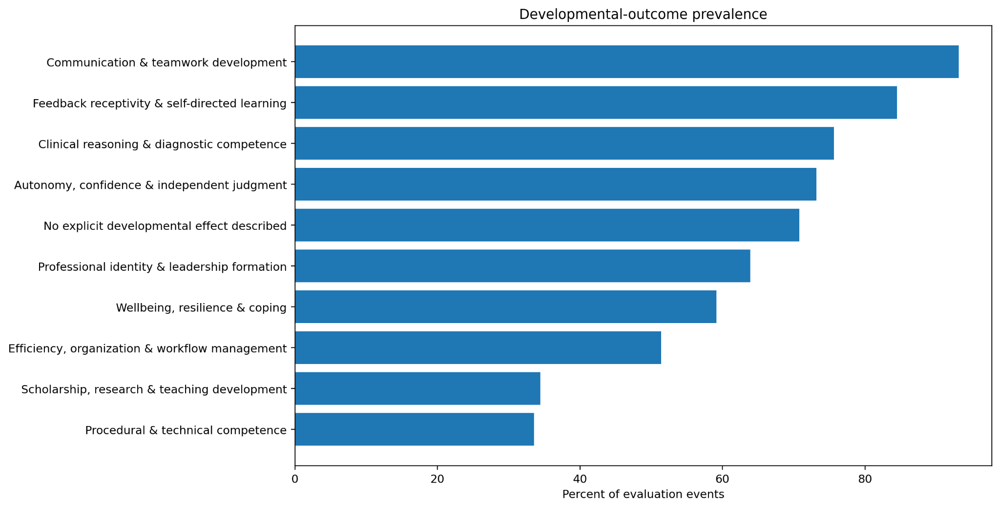 Developmental-outcome prevalence
Communication & teamwork development
Feedback receptivity & self-directed learning
Clinical reasoning & diagnostic competence
Autonomy, confidence & independent judgment
No explicit developmental effect described
Professional identity & leadership formation
Wellbeing, resilience & coping
Efficiency, organization & workflow management
Scholarship, research & teaching development
Procedural & technical competence
0 20 40 60 80
Percent of evaluation events